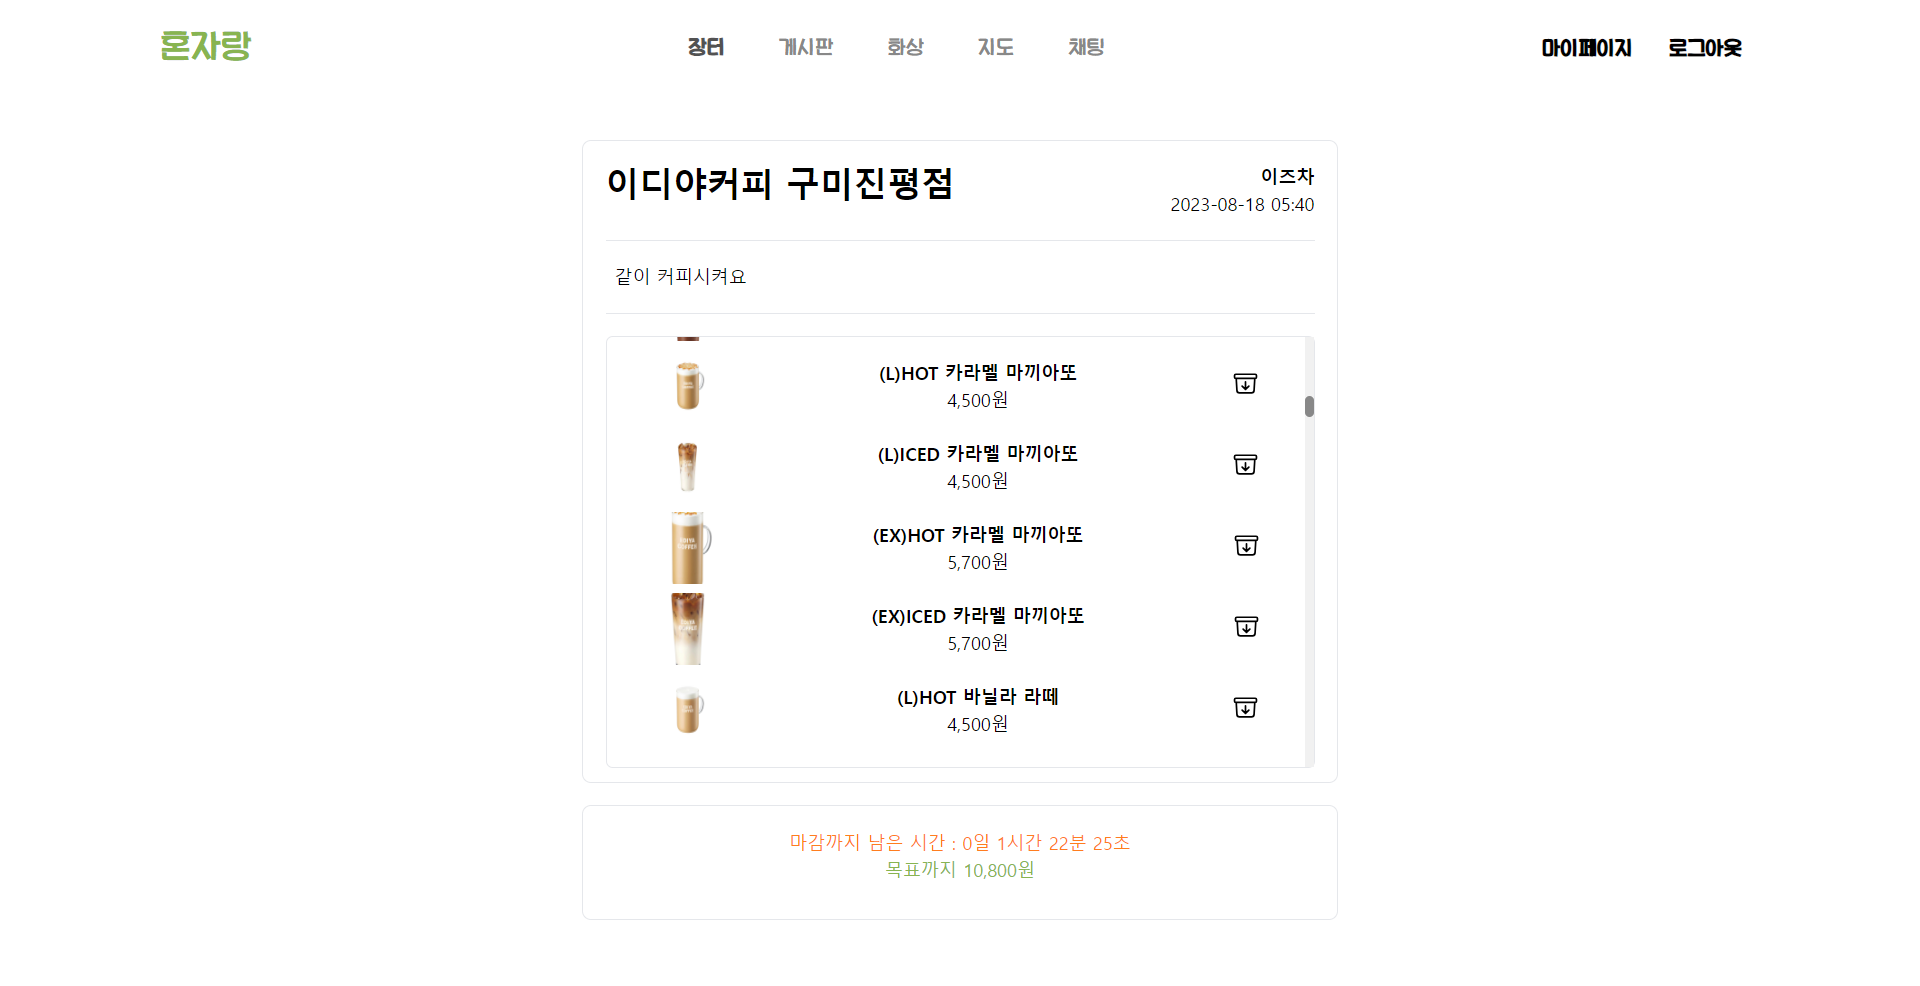 혼자랑
장터 게시판 화상 지도 채팅
마이페이지 로그아웃
이디야커피 구미진평점
이즈차
2023-08-18 05:40
같이 커피시켜요
(L)HOT 카라멜 마끼아또
4,500원
(L)ICED 카라멜 마끼아또
4,500원
(EX)HOT 카라멜 마끼아또
5,700원
(EX)ICED 카라멜 마끼아또
5,700원
(L)HOT 바닐라 라떼
4,500원
마감까지 남은 시간 : 0일 1시간 22분 25초
목표까지 10,800원